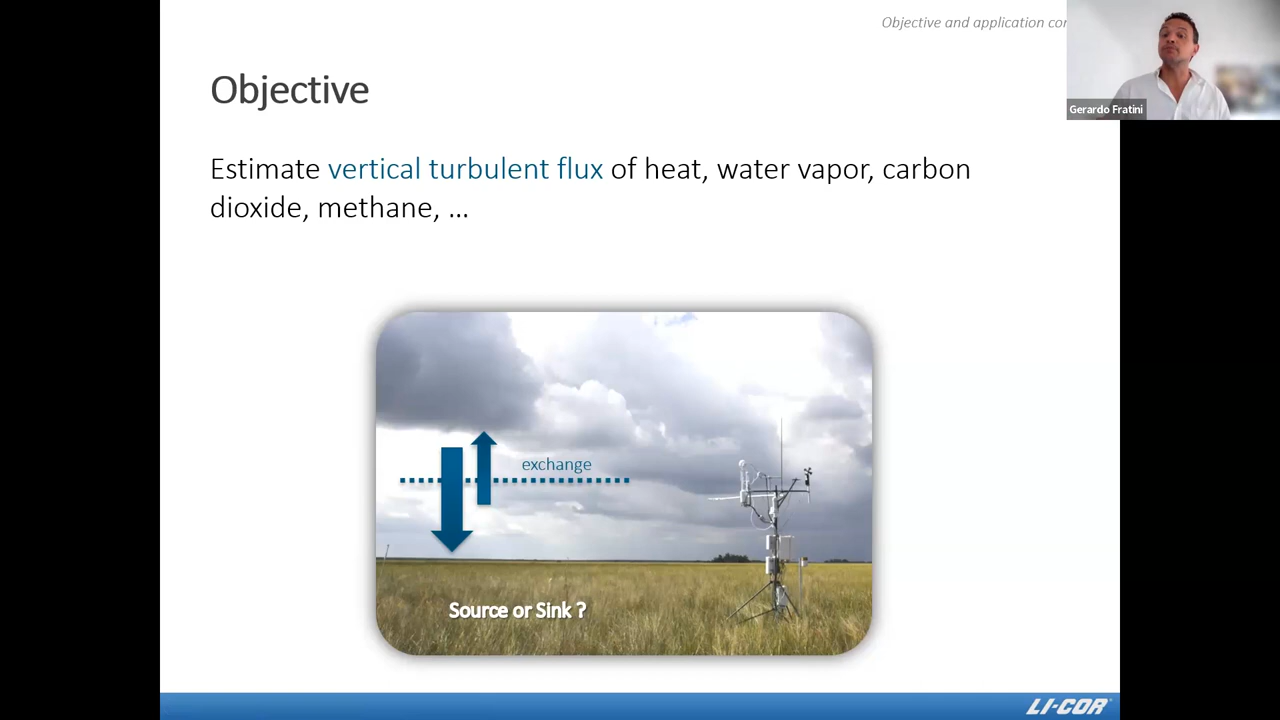 Objective and application con
Gerardo Fratini
Objective
Estimate vertical turbulent flux of heat, water vapor, carbon
dioxide, methane, ...
exchange
Source or Sink ?
LI-COR